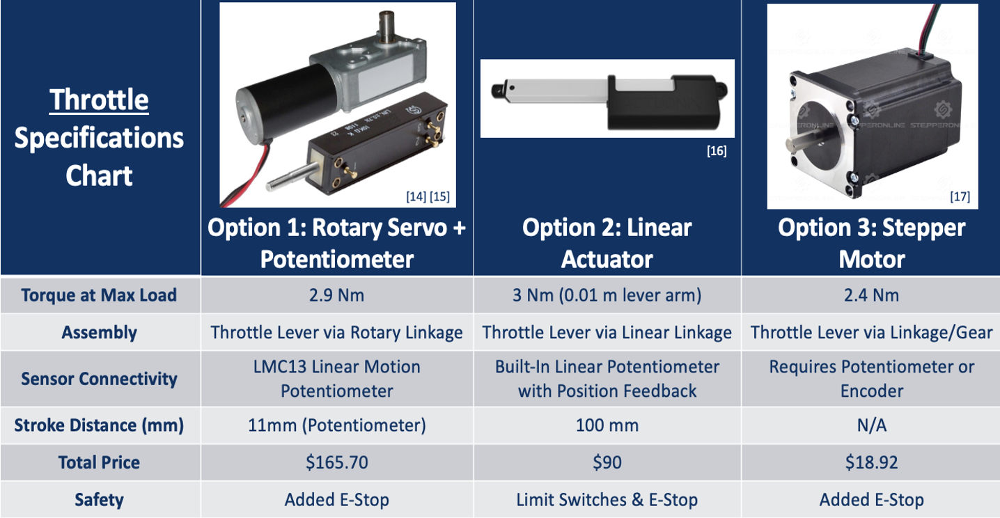 Throttle
Specifications
Chart
[14] [15]
Option 1: Rotary Servo +
Potentiometer
[16]
Option 2: Linear
Actuator
STEPPERONLINE
[17]
Option 3: Stepper
Motor
Torque at Max Load
2.9 Nm
3 Nm (0.01 m lever arm)
2.4 Nm
Assembly
Throttle Lever via Rotary Linkage
Throttle Lever via Linear Linkage
Throttle Lever via Linkage/Gear
Sensor Connectivity
LMC13 Linear Motion
Potentiometer
Built-In Linear Potentiometer
with Position Feedback
Requires Potentiometer or
Encoder
Stroke Distance (mm)
11mm (Potentiometer)
100 mm
N/A
Total Price
$165.70
$90
$18.92
Safety
Added E-Stop
Limit Switches & E-Stop
Added E-Stop